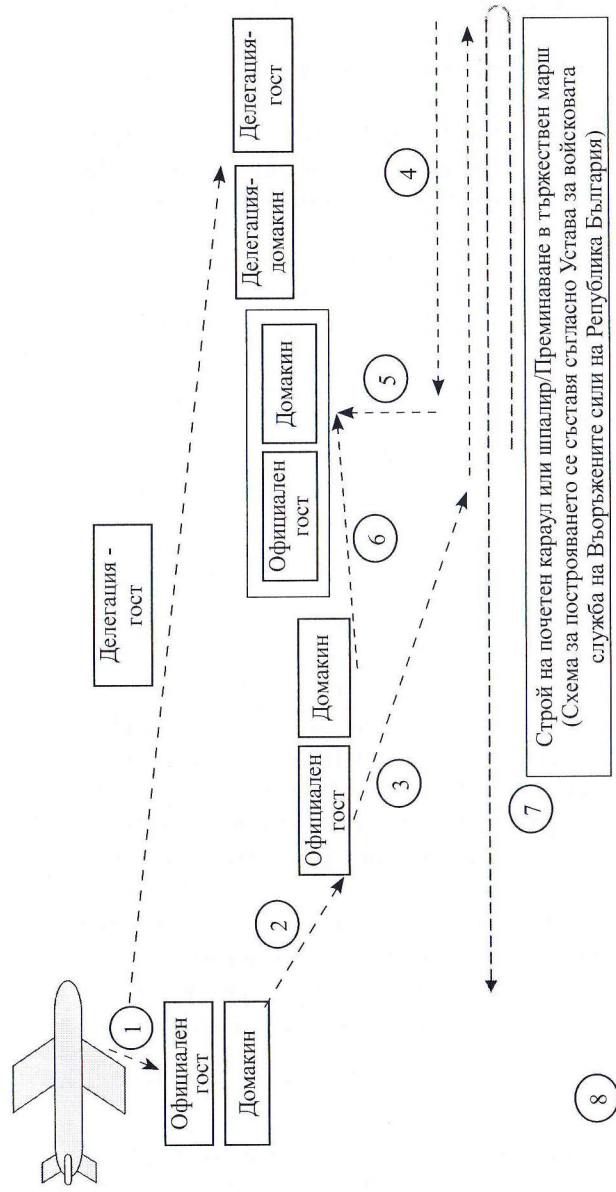 1
Официален
гост
Домакин
Делегация -
гост
2
Официален
гост
Домакин
3
6
Официален
гост
Домакин
5
4
Делегация-
домакин
Делегация-
гост
7
8
Строй на почетен караул или шпалир/Преминаване в тържествен марш
(Схема за построяването се съставя съгласно Устава за войсковата
служба на Въоръжените сили на Република България)